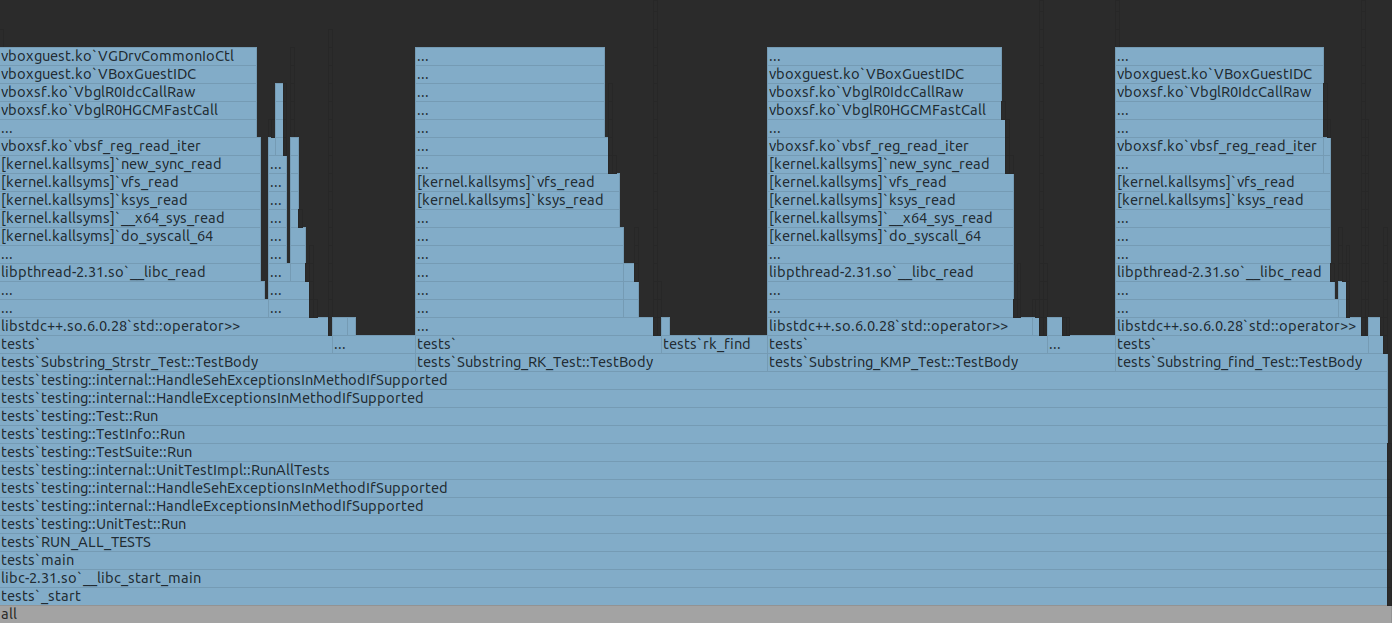 vboxguest.ko`VGDrvCommonIoCtl ... ... ...
vboxguest.ko`VBoxGuestIDC ... vboxguest.ko`VBoxGuestIDC vboxguest.ko`VBoxGuestIDC
vboxsf.ko`VbglR0IdcCallRaw ... vboxsf.ko`VbglR0IdcCallRaw vboxsf.ko`VbglR0IdcCallRaw
vboxsf.ko`VbglR0HGCMFastCall ... vboxsf.ko`VbglR0HGCMFastCall ...
... ... ... ...
vboxsf.ko`vbsf_reg_read_iter ... vboxsf.ko`vbsf_reg_read_iter vboxsf.ko`vbsf_reg_read_iter
[kernel.kallsyms]`new_sync_read ... ... [kernel.kallsyms]`new_sync_read ...
[kernel.kallsyms]`vfs_read ... [kernel.kallsyms]`vfs_read [kernel.kallsyms]`vfs_read [kernel.kallsyms]`vfs_read
[kernel.kallsyms]`ksys_read ... [kernel.kallsyms]`ksys_read [kernel.kallsyms]`ksys_read [kernel.kallsyms]`ksys_read
[kernel.kallsyms]`__x64_sys_read ... ... [kernel.kallsyms]`__x64_sys_read ...
[kernel.kallsyms]`do_syscall_64 ... ... [kernel.kallsyms]`do_syscall_64 ...
... ... ... ... ...
libpthread-2.31.so`__libc_read ... ... libpthread-2.31.so`__libc_read libpthread-2.31.so`__libc_read
... ... ... ... ...
... ... ... ... ...
libstdc++.so.6.0.28`std::operator>> ... libstdc++.so.6.0.28`std::operator>> libstdc++.so.6.0.28`std::operator>>
tests` ... tests` tests`rk_find tests` ... tests`
tests`Substring_Strstr_Test::TestBody tests`Substring_RK_Test::TestBody tests`Substring_KMP_Test::TestBody tests`Substring_find_Test::TestBody
tests`testing::internal::HandleSehExceptionsInMethodIfSupported
tests`testing::internal::HandleExceptionsInMethodIfSupported
tests`testing::Test::Run
tests`testing::TestInfo::Run
tests`testing::TestSuite::Run
tests`testing::internal::UnitTestImpl::RunAllTests
tests`testing::internal::HandleSehExceptionsInMethodIfSupported
tests`testing::internal::HandleExceptionsInMethodIfSupported
tests`testing::UnitTest::Run
tests`RUN_ALL_TESTS
tests`main
libc-2.31.so`__libc_start_main
tests`_start
all